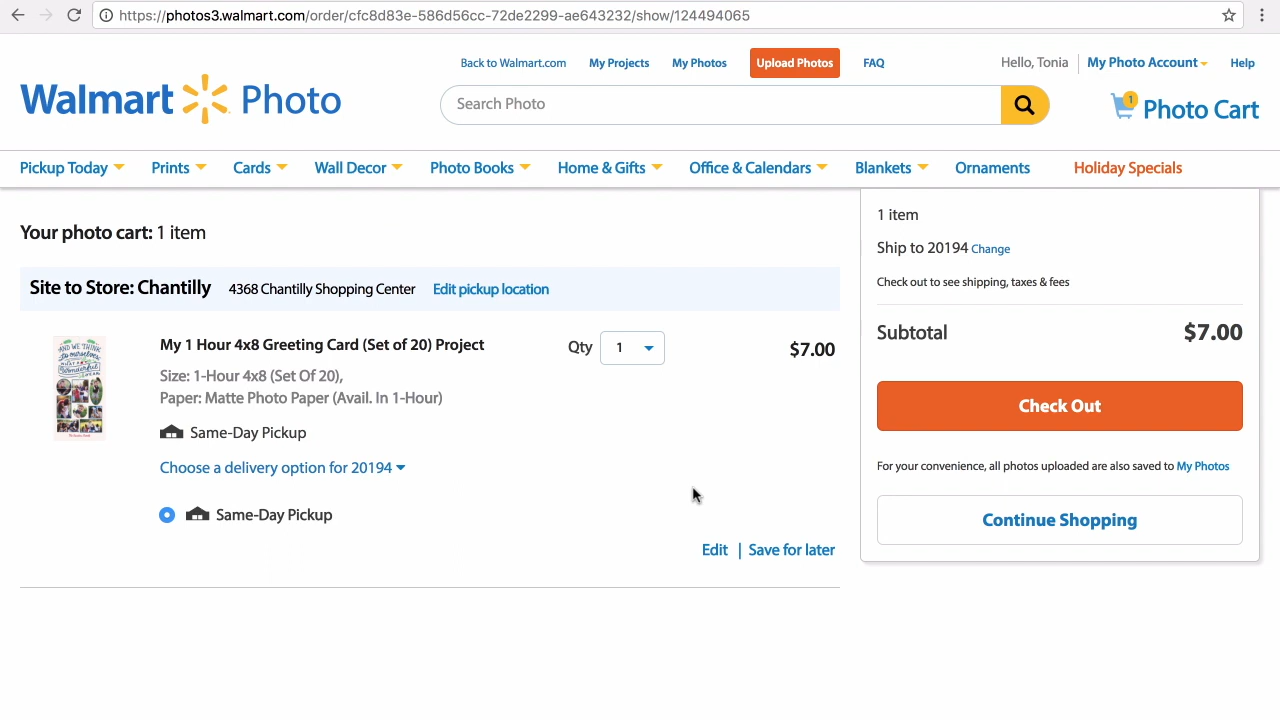 https://photos3.walmart.com/order/cfc8d83e-586d56cc-72de2299-ae643232/show/124494065
Back to Walmart.com My Projects My Photos Upload Photos FAQ Hello, Tonia My Photo Account Help
Walmart Photo
Search Photo
1 Photo Cart
Pickup Today Prints Cards Wall Decor Photo Books Home & Gifts Office & Calendars Blankets Ornaments Holiday Specials
Your photo cart: 1 item
Site to Store: Chantilly 4368 Chantilly Shopping Center Edit pickup location
AND WE THINK
to ourselves
WHAT A
Wonderful
My 1 Hour 4x8 Greeting Card (Set of 20) Project
Qty 1 $7.00
Size: 1-Hour 4x8 (Set Of 20),
Paper: Matte Photo Paper (Avail. In 1-Hour)
Same-Day Pickup
Choose a delivery option for 20194
Same-Day Pickup
Edit | Save for later
1 item
Ship to 20194 Change
Check out to see shipping, taxes & fees
Subtotal $7.00
Check Out
For your convenience, all photos uploaded are also saved to My Photos
Continue Shopping